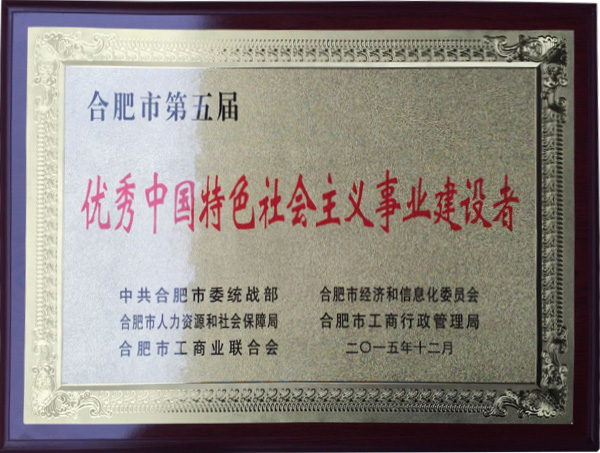 合肥市第五届
优秀中国特色社会主义事业建设者
中共合肥市委统战部 合肥市经济和信息化委员会
合肥市人力资源和社会保障局 合肥市工商行政管理局
合肥市工商业联合会 二〇一五年十二月